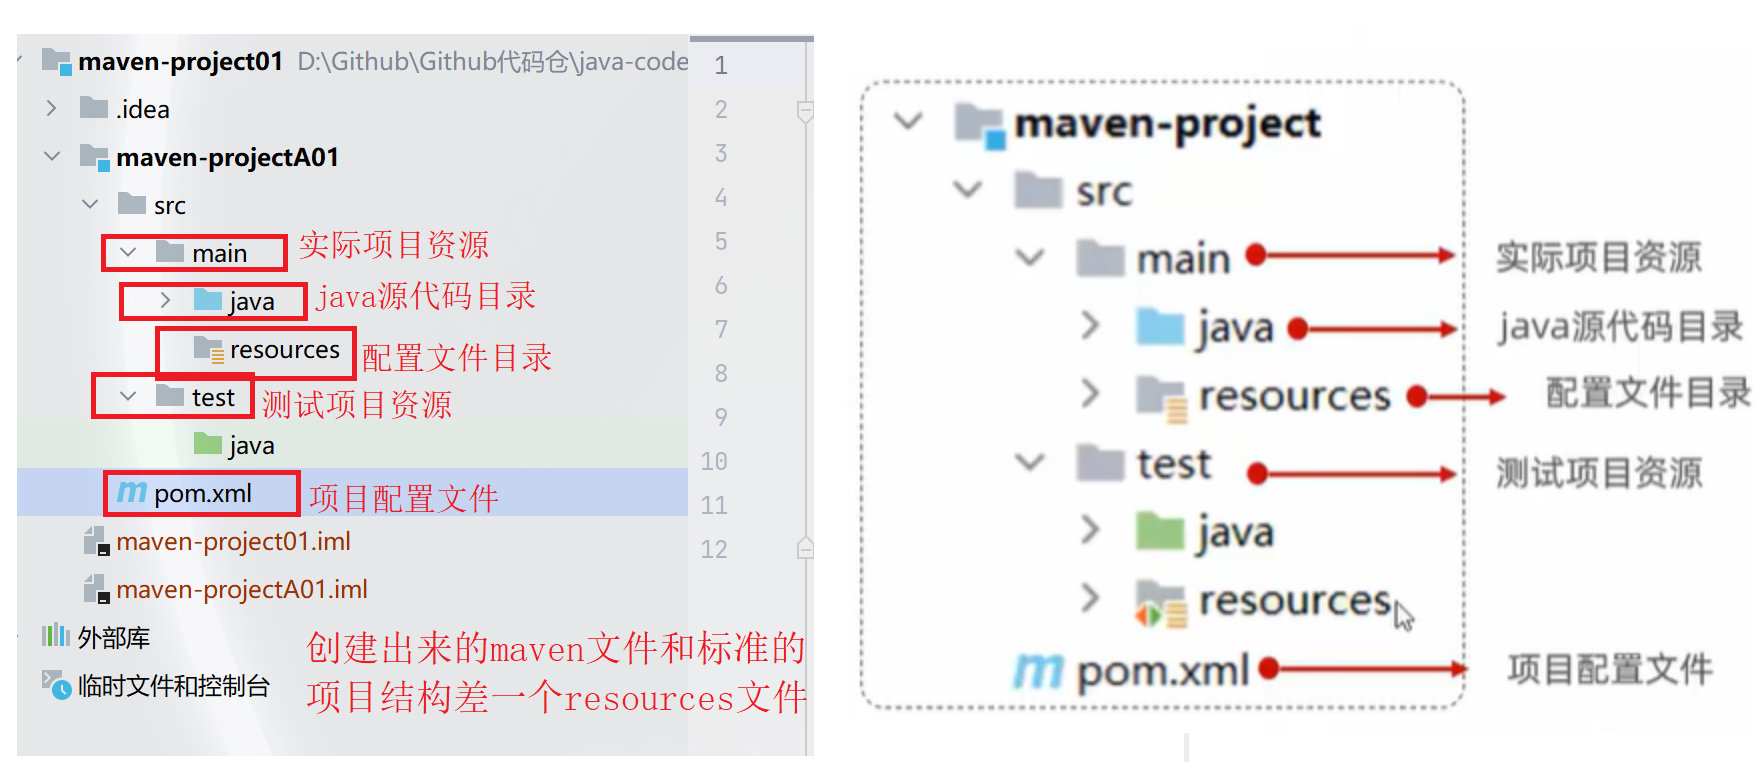 maven-project01 D:\Github\Github代码仓\java-code
.idea
maven-projectA01
src
main 实际项目资源
java java源代码目录
resources 配置文件目录
test 测试项目资源
java
pom.xml 项目配置文件
maven-project01.iml
maven-projectA01.iml
外部库
临时文件和控制台
创建出来的maven文件和标准的
项目结构差一个resources文件
1
2
3
4
5
6
7
8
9
10
11
12
maven-project
src
main 实际项目资源
java java源代码目录
resources 配置文件目录
test 测试项目资源
java
resources
pom.xml 项目配置文件